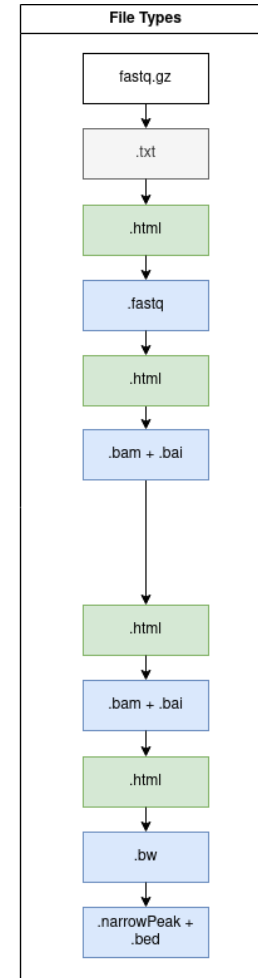 File Types
fastq.gz
.txt
.html
.fastq
.html
.bam + .bai
.html
.bam + .bai
.html
.bw
.narrowPeak +
.bed